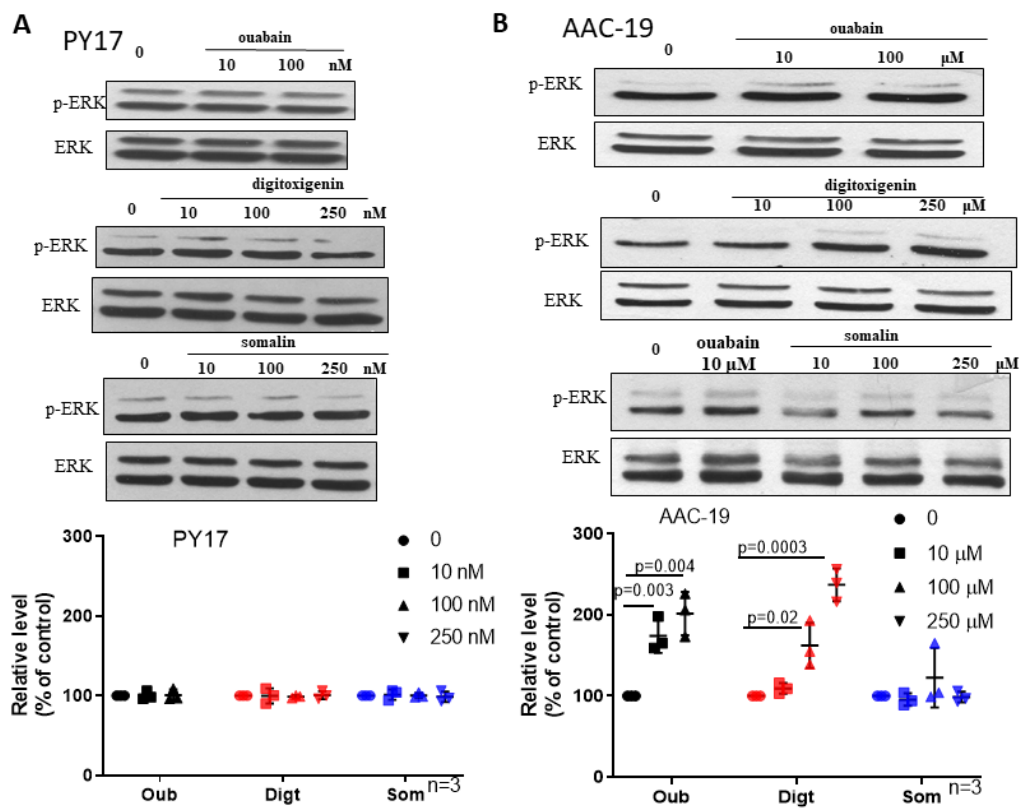 A
PY17
ouabain
0
10 100 nM
p-ERK
ERK
digitoxigenin
0 10 100 250 nM
p-ERK
ERK
somalin
0 10 100 250 nM
p-ERK
ERK
PY17
300
200
100
0
Relative level
(% of control)
0
10 nM
100 nM
250 nM
Oub Digt Som n=3
B
AAC-19
ouabain
0
10 100 μM
p-ERK
ERK
digitoxigenin
0 10 100 250 μM
p-ERK
ERK
ouabain somalin
0 10 μM 10 100 250 μM
p-ERK
ERK
AAC-19
300
200
100
0
Relative level
(% of control)
p=0.004
p=0.003
p=0.0003
p=0.02
0
10 μM
100 μM
250 μM
Oub Digt Som n=3